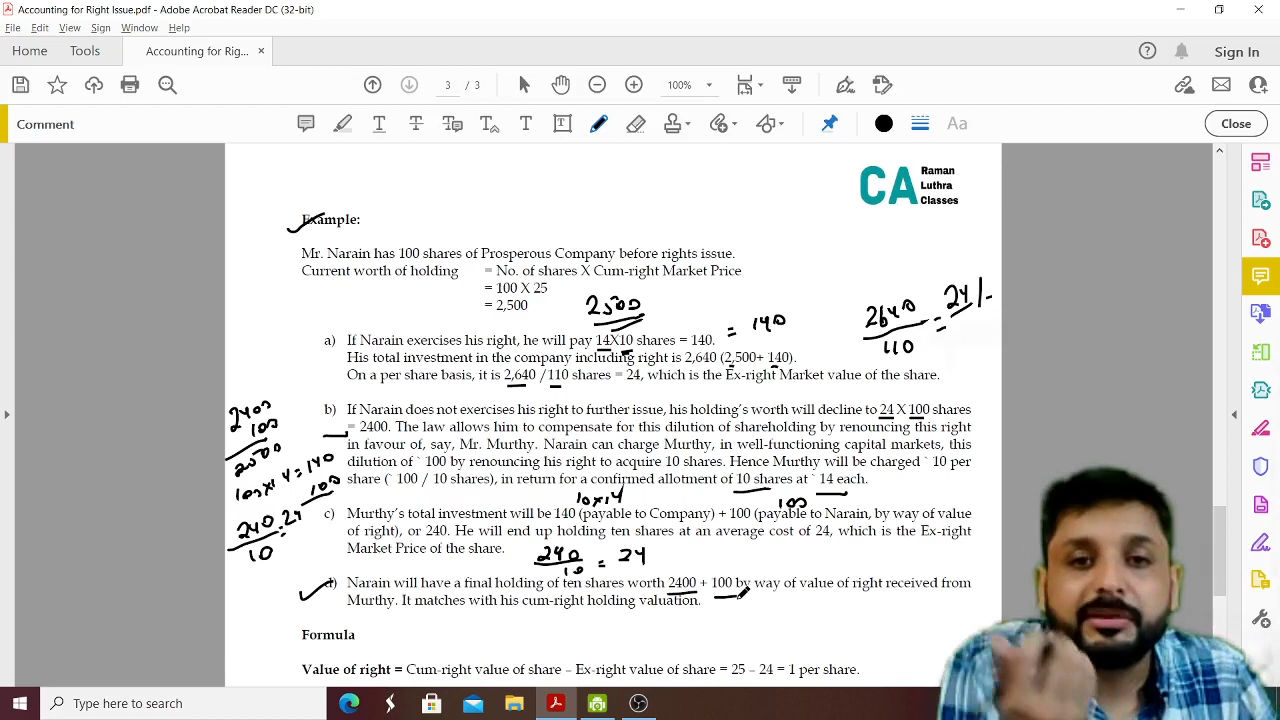 Accounting for Right Issue.pdf - Adobe Acrobat Reader DC (32-bit)
File Edit View Sign Window Help
Home Tools Accounting for Rig... × Sign In
3 / 3 100%
Comment Aa Close
CA Raman
Luthra
Classes
Example:
Mr. Narain has 100 shares of Prosperous Company before rights issue.
Current worth of holding = No. of shares X Cum-right Market Price
= 100 X 25
= 2,500
2500
= 140
2640
110
= 24/-
a) If Narain exercises his right, he will pay 14X10 shares = 140.
His total investment in the company including right is 2,640 (2,500+ 140).
On a per share basis, it is 2,640 /110 shares = 24, which is the Ex-right Market value of the share.
b) If Narain does not exercises his right to further issue, his holding's worth will decline to 24 X 100 shares
= 2400. The law allows him to compensate for this dilution of shareholding by renouncing this right
in favour of, say, Mr. Murthy. Narain can charge Murthy, in well-functioning capital markets, this
dilution of ` 100 by renouncing his right to acquire 10 shares. Hence Murthy will be charged ` 10 per
share (` 100 / 10 shares), in return for a confirmed allotment of 10 shares at ` 14 each.
2400
100
2500
10sx14 = 140
100
240 = 24
10
10x14
100
c) Murthy's total investment will be 140 (payable to Company) + 100 (payable to Narain, by way of value
of right), or 240. He will end up holding ten shares at an average cost of 24, which is the Ex-right
Market Price of the share.
240 = 24
10
d) Narain will have a final holding of ten shares worth 2400 + 100 by way of value of right received from
Murthy. It matches with his cum-right holding valuation.
Formula
Value of right = Cum-right value of share – Ex-right value of share = 25 – 24 = 1 per share.
Type here to search